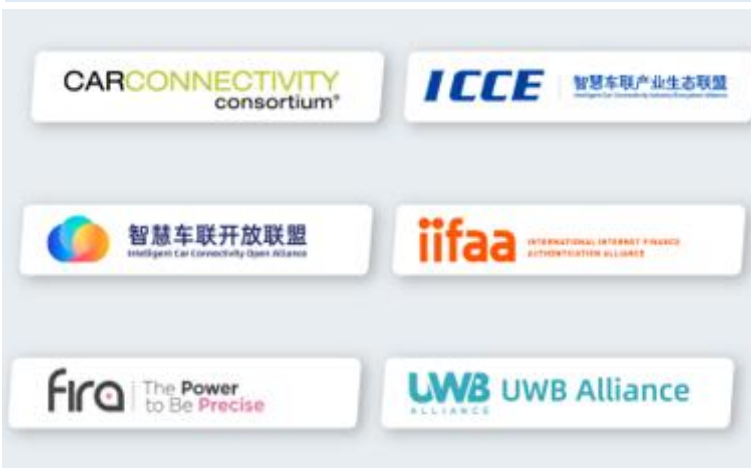 CARCONNECTIVITY
consortium®
ICCE
智慧车联产业生态联盟
智慧车联开放联盟
Intelligent Car Connectivity Open Alliance
iifaa
INTERNATIONAL INTERNET FINANCE
AUTHENTICATION ALLIANCE
fira
The Power
to Be Precise
UWB
ALLIANCE
UWB Alliance